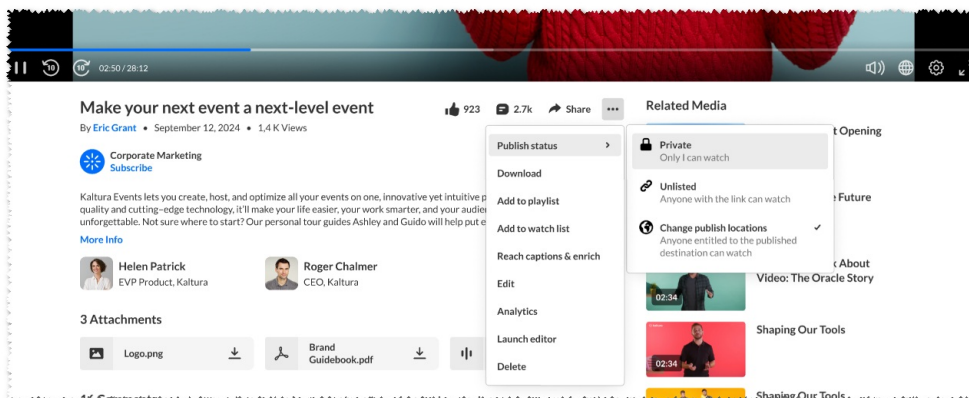 02:50 / 28:12
Make your next event a next-level event
923
2.7k
Share
By Eric Grant • September 12, 2024 • 1,4 K Views
Corporate Marketing
Subscribe
Kaltura Events lets you create, host, and optimize all your events on one, innovative yet intuitive p
quality and cutting-edge technology, it'll make your life easier, your work smarter, and your audie
unforgettable. Not sure where to start? Our personal tour guides Ashley and Guido will help put e
More Info
Helen Patrick
EVP Product, Kaltura
Roger Chalmer
CEO, Kaltura
3 Attachments
Logo.png
Brand
Guidebook.pdf
Publish status
Download
Add to playlist
Add to watch list
Reach captions & enrich
Edit
Analytics
Launch editor
Delete
Private
Only I can watch
Unlisted
Anyone with the link can watch
Change publish locations
Anyone entitled to the published
destination can watch
Related Media
t Opening
Future
About
Video: The Oracle Story
02:34
Shaping Our Tools
02:34
Shaping Our Tools